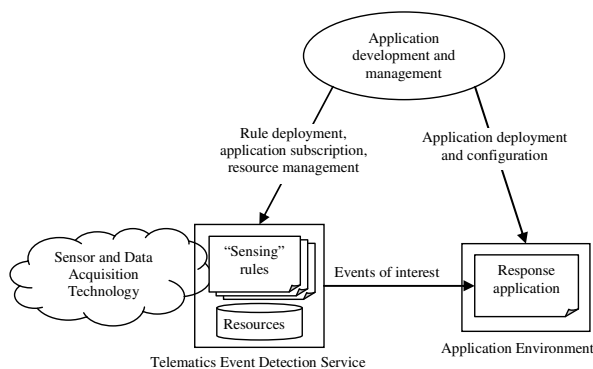 Application
development and
management
Rule deployment,
application subscription,
resource management
Application deployment
and configuration
Sensor and Data
Acquisition
Technology
“Sensing”
rules
Resources
Events of interest
Response
application
Telematics Event Detection Service
Application Environment